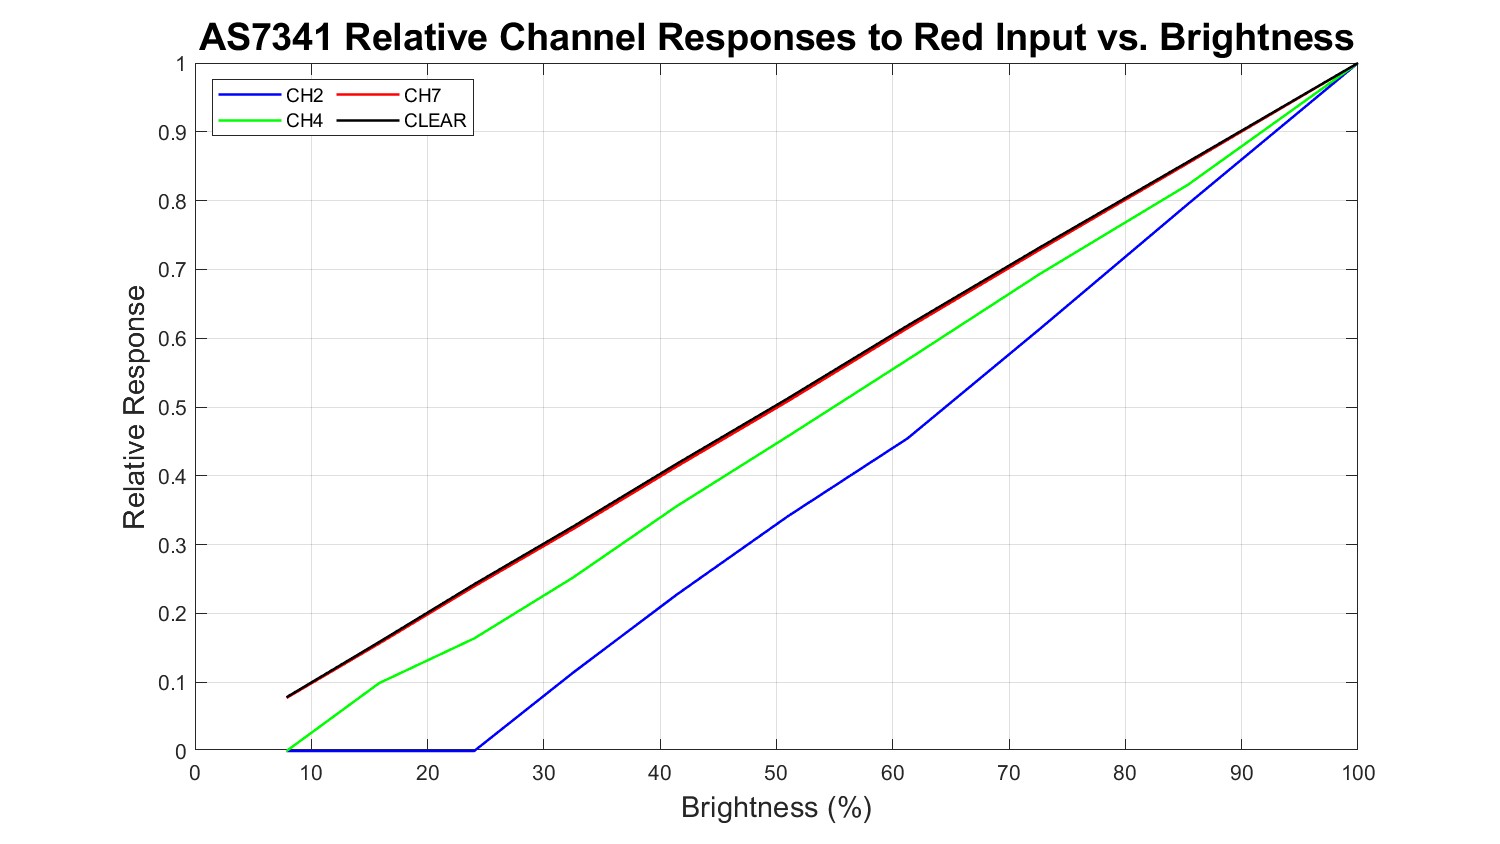 AS7341 Relative Channel Responses to Red Input vs. Brightness
CH2 CH7
CH4 CLEAR
1
0.9
0.8
0.7
0.6
0.5
0.4
0.3
0.2
0.1
0
Relative Response
0 10 20 30 40 50 60 70 80 90 100
Brightness (%)